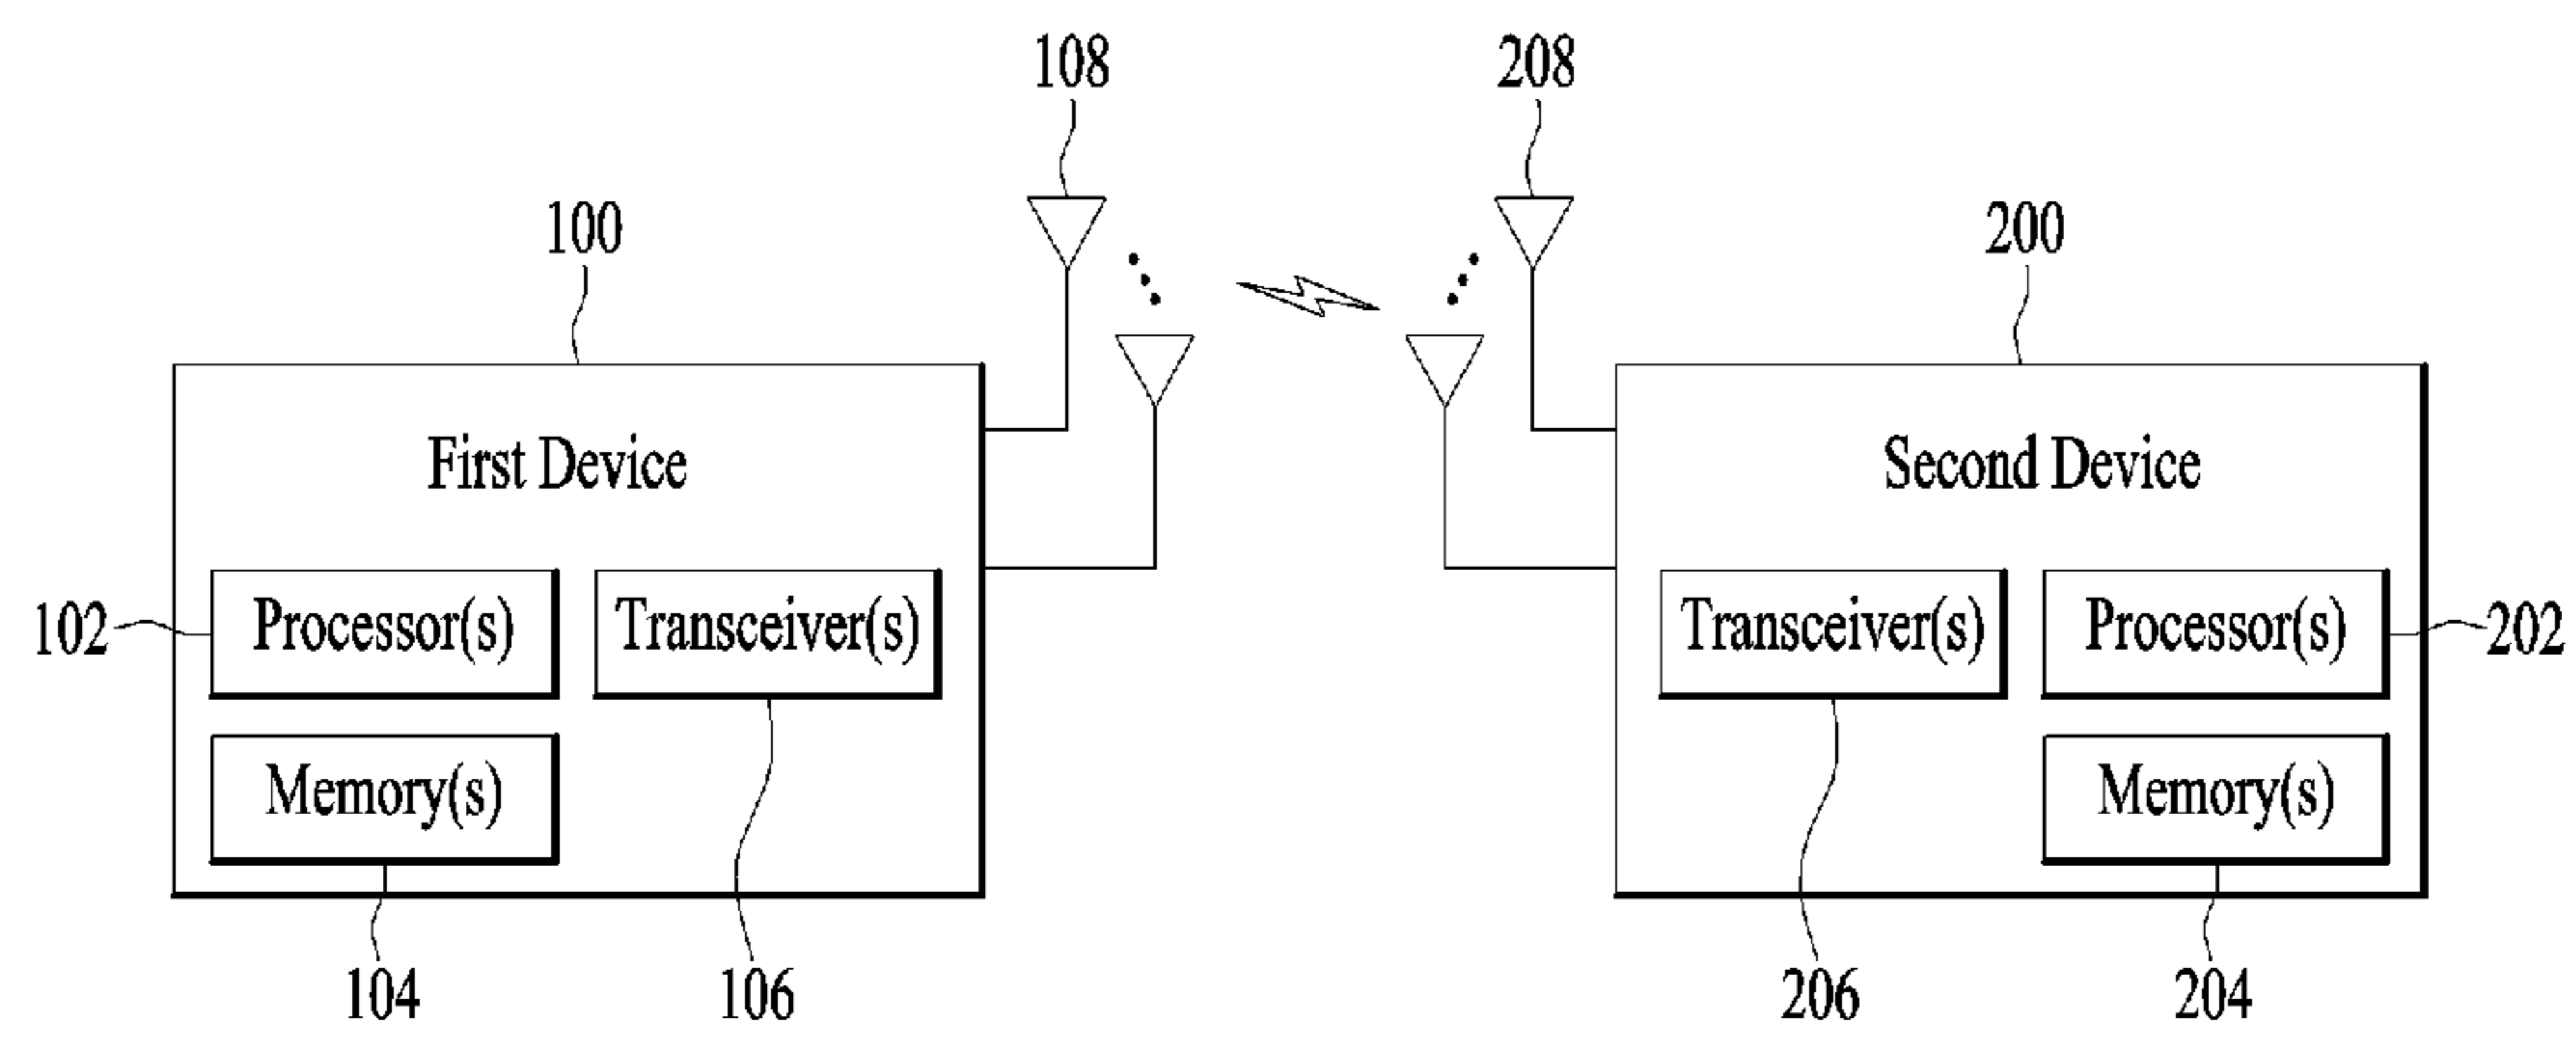 108 208
100 200
First Device Second Device
102 Processor(s) Transceiver(s) Transceiver(s) Processor(s) 202
Memory(s) Memory(s)
104 106 206 204